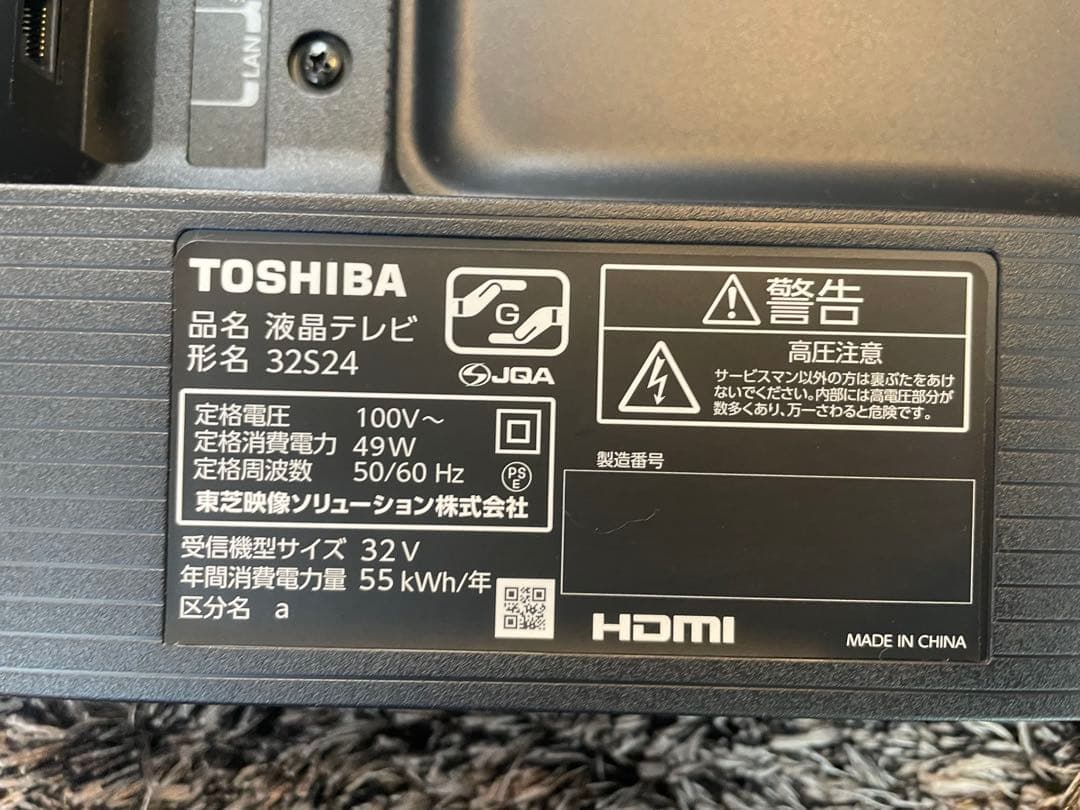 LAN
TOSHIBA
品名 液晶テレビ
形名 32S24
G
JQA
定格電圧 100V～
定格消費電力 49W
定格周波数 50/60 Hz
PS
E
東芝映像ソリューション株式会社
受信機型サイズ 32V
年間消費電力量 55kWh/年
区分名 a
警告
高圧注意
サービスマン以外の方は裏ぶたをあけ
ないでください。内部には高電圧部分が
数多くあり、万一さわると危険です。
製造番号
HDMI
MADE IN CHINA